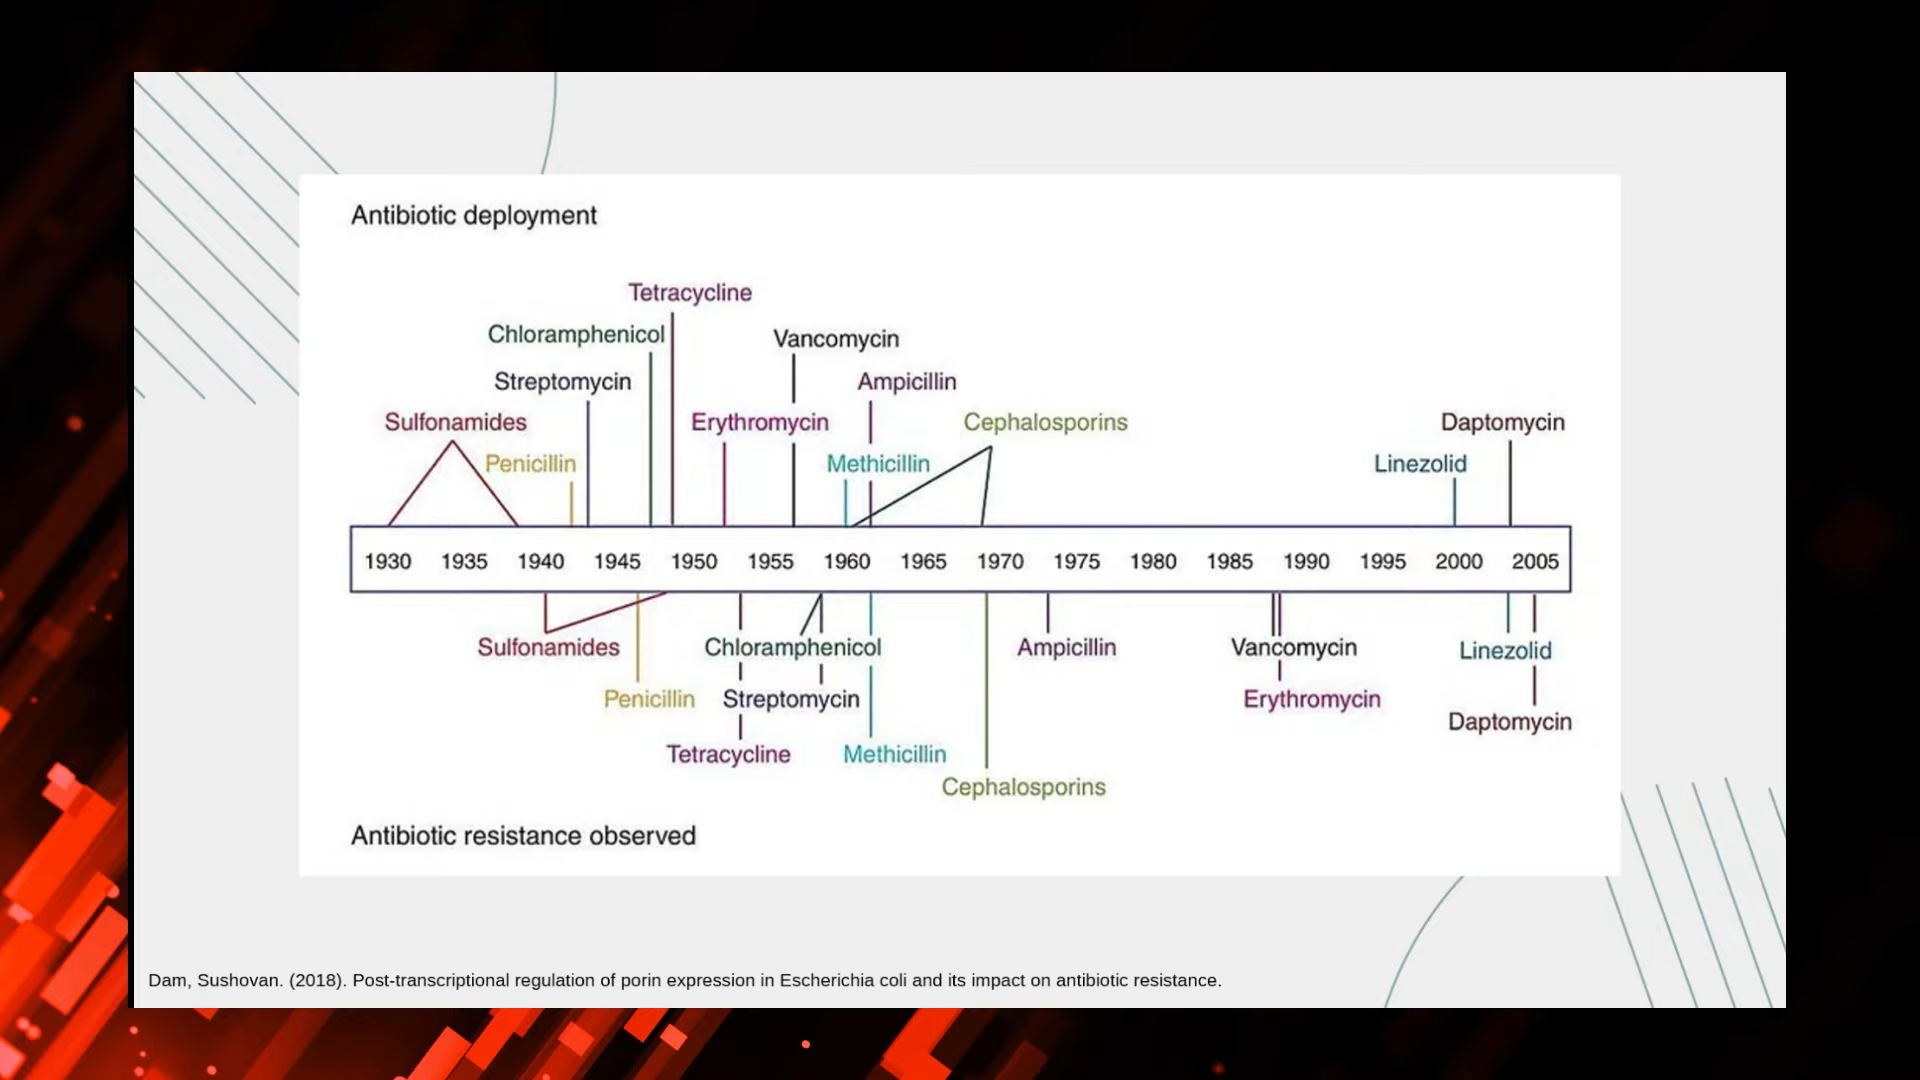 Antibiotic deployment
Tetracycline
Chloramphenicol
Vancomycin
Streptomycin
Ampicillin
Sulfonamides
Erythromycin
Cephalosporins
Daptomycin
Penicillin
Methicillin
Linezolid
1930 1935 1940 1945 1950 1955 1960 1965 1970 1975 1980 1985 1990 1995 2000 2005
Sulfonamides
Chloramphenicol
Ampicillin
Vancomycin
Linezolid
Penicillin
Streptomycin
Erythromycin
Daptomycin
Tetracycline
Methicillin
Cephalosporins
Antibiotic resistance observed
Dam, Sushovan. (2018). Post-transcriptional regulation of porin expression in Escherichia coli and its impact on antibiotic resistance.